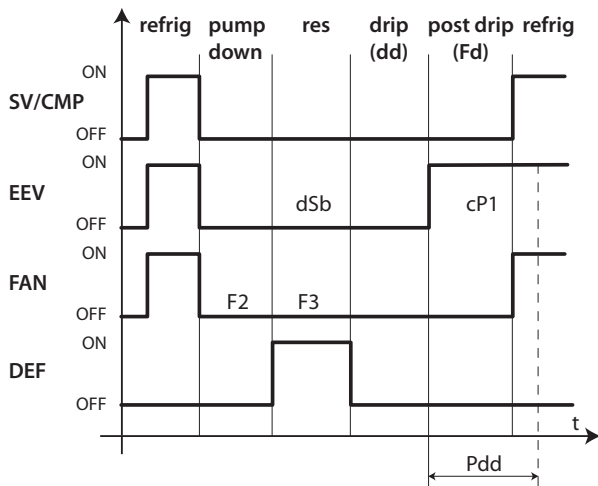 refrig pump res drip post drip refrig
down (dd) (Fd)
ON
SV/CMP
OFF
ON
EEV dSb cP1
OFF
ON
FAN
F2 F3
OFF
ON
DEF
OFF
t
Pdd